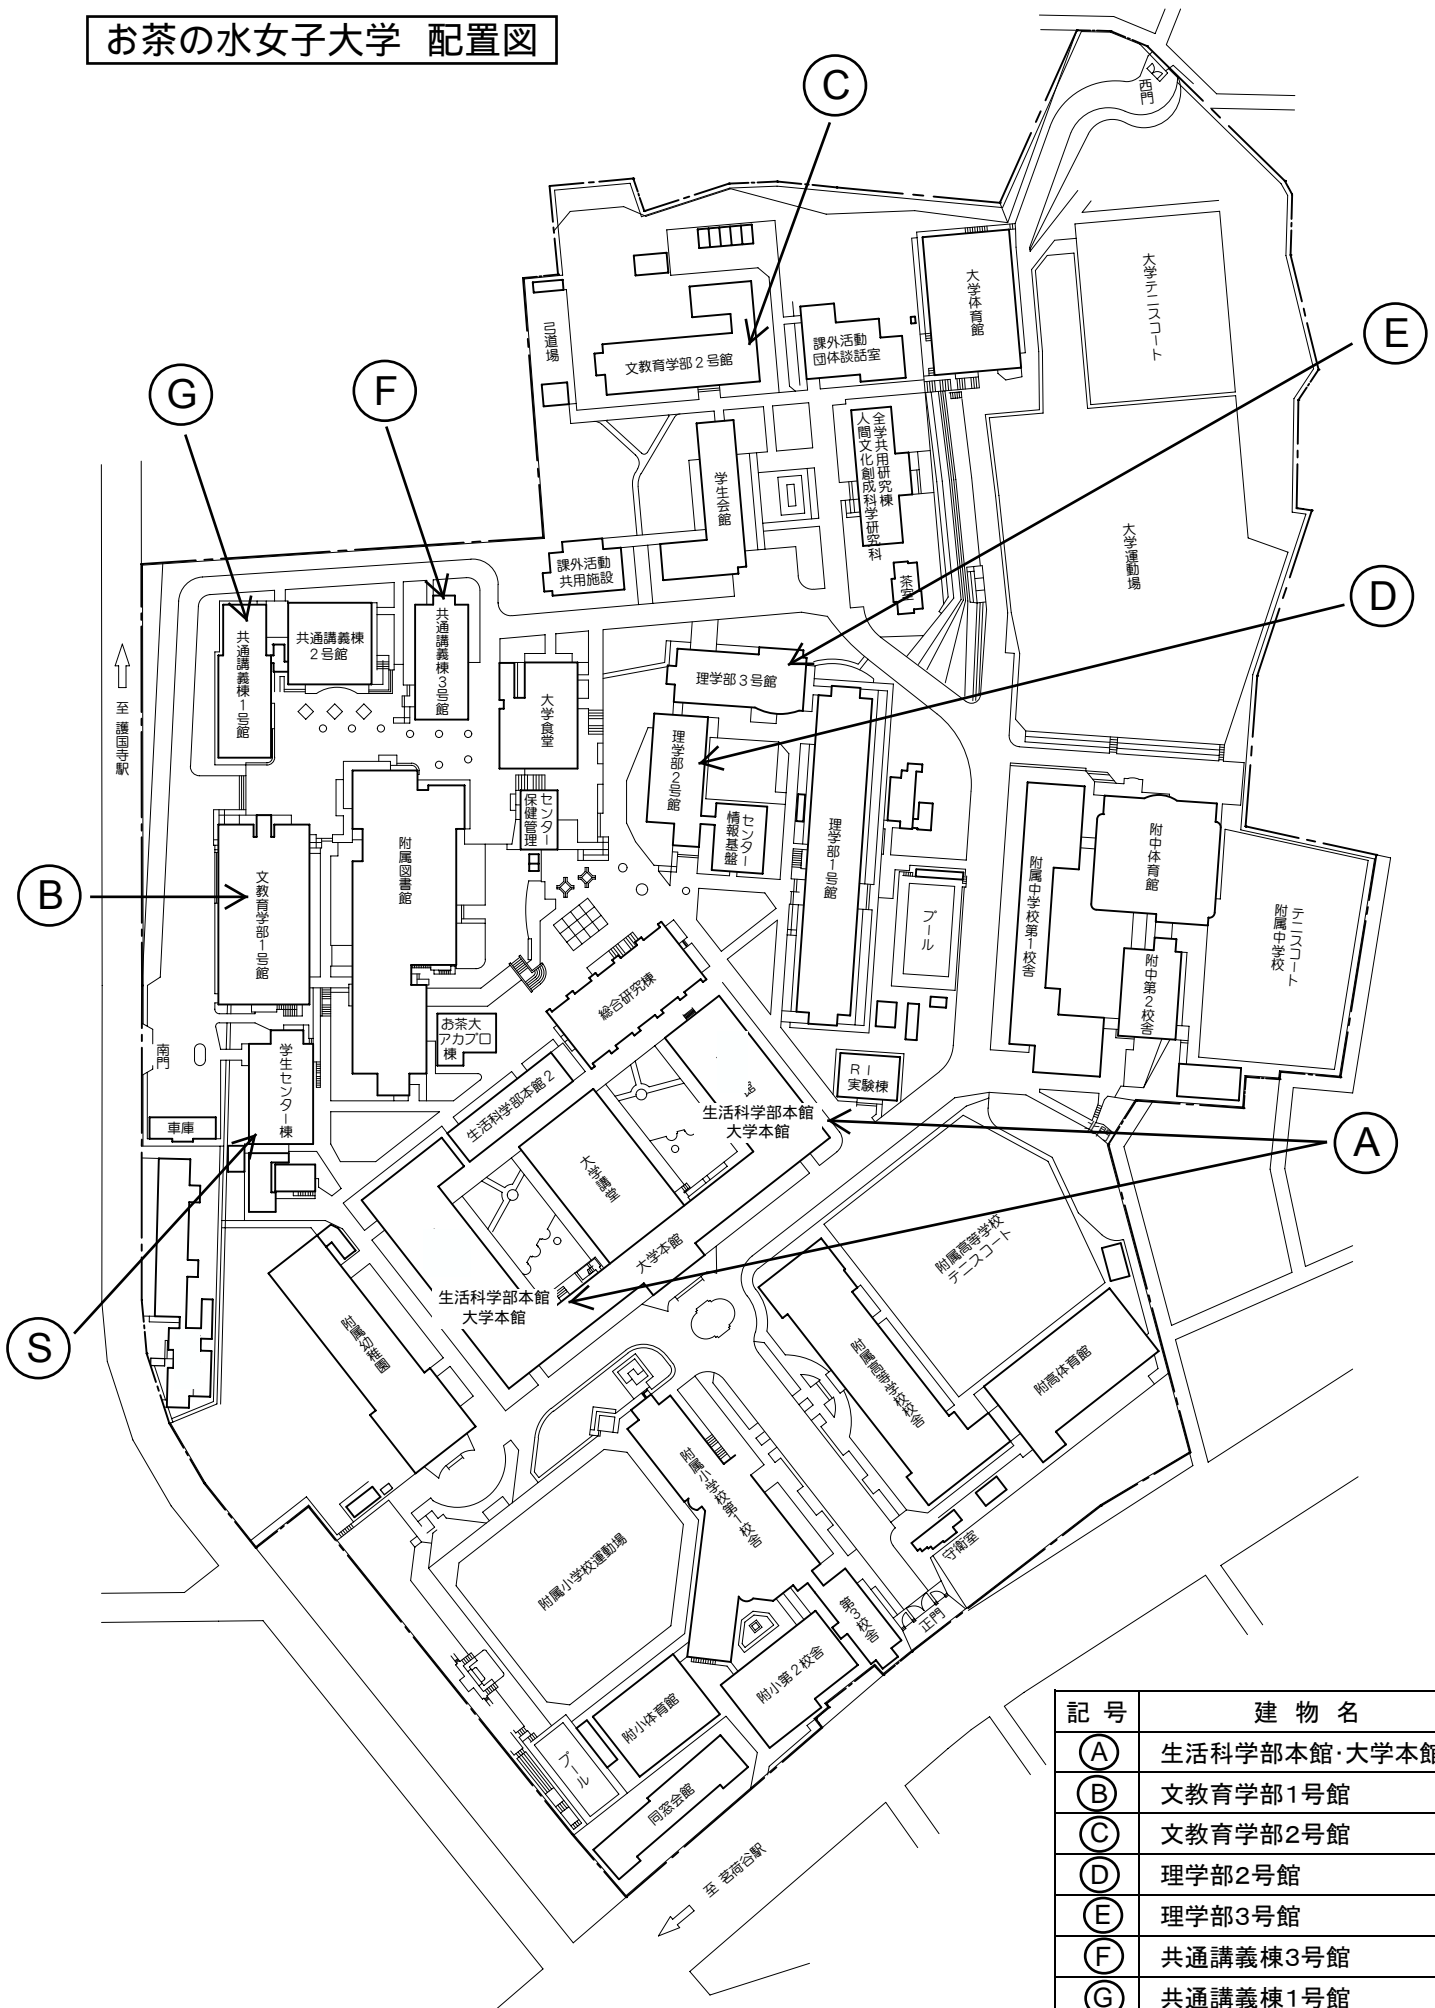 お茶の水女子大学 配置図
C
西門
E
G
F
D
B
A
S
弓道場
文教育学部2号館
課外活動
団体談話室
大学体育館
大学テニスコート
学生会館
全学共用研究棟
人間文化創成科学研究科
大学運動場
課外活動
共用施設
茶室
共通講義棟1号館
共通講義棟
2号館
共通講義棟3号館
大学食堂
理学部3号館
理学部2号館
至 護国寺駅
保健管理
センター
情報基盤
センター
理学部1号館
附属図書館
文教育学部1号館
プール
附属中学校第1校舎
附中体育館
附中第2校舎
附属中学校
テニスコート
総合研究棟
お茶大
アカプロ
棟
南門
学生センター棟
車庫
生活科学部本館2
RI
実験棟
生活科学部本館
大学本館
大学講堂
大学本館
生活科学部本館
大学本館
附属高等学校
テニスコート
附属幼稚園
附属高等学校校舎
附高体育館
附属小学校第1校舎
守衛室
附属小学校運動場
第3校舎
正門
附小第2校舎
附小体育館
プール
同窓会館
至 茗荷谷駅
記号 建物名
A 生活科学部本館・大学本館
B 文教育学部1号館
C 文教育学部2号館
D 理学部2号館
E 理学部3号館
F 共通講義棟3号館
G 共通講義棟1号館